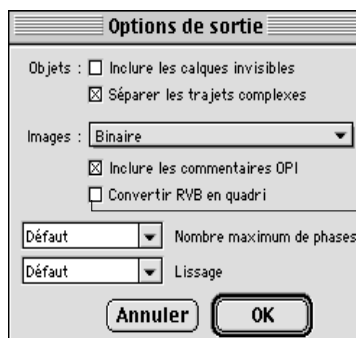 Options de sortie
Objets : Inclure les calques invisibles
Séparer les trajets complexes
Images : Binaire
Inclure les commentaires OPI
Convertir RVB en quadri
Défaut Nombre maximum de phases
Défaut Lissage
Annuler OK